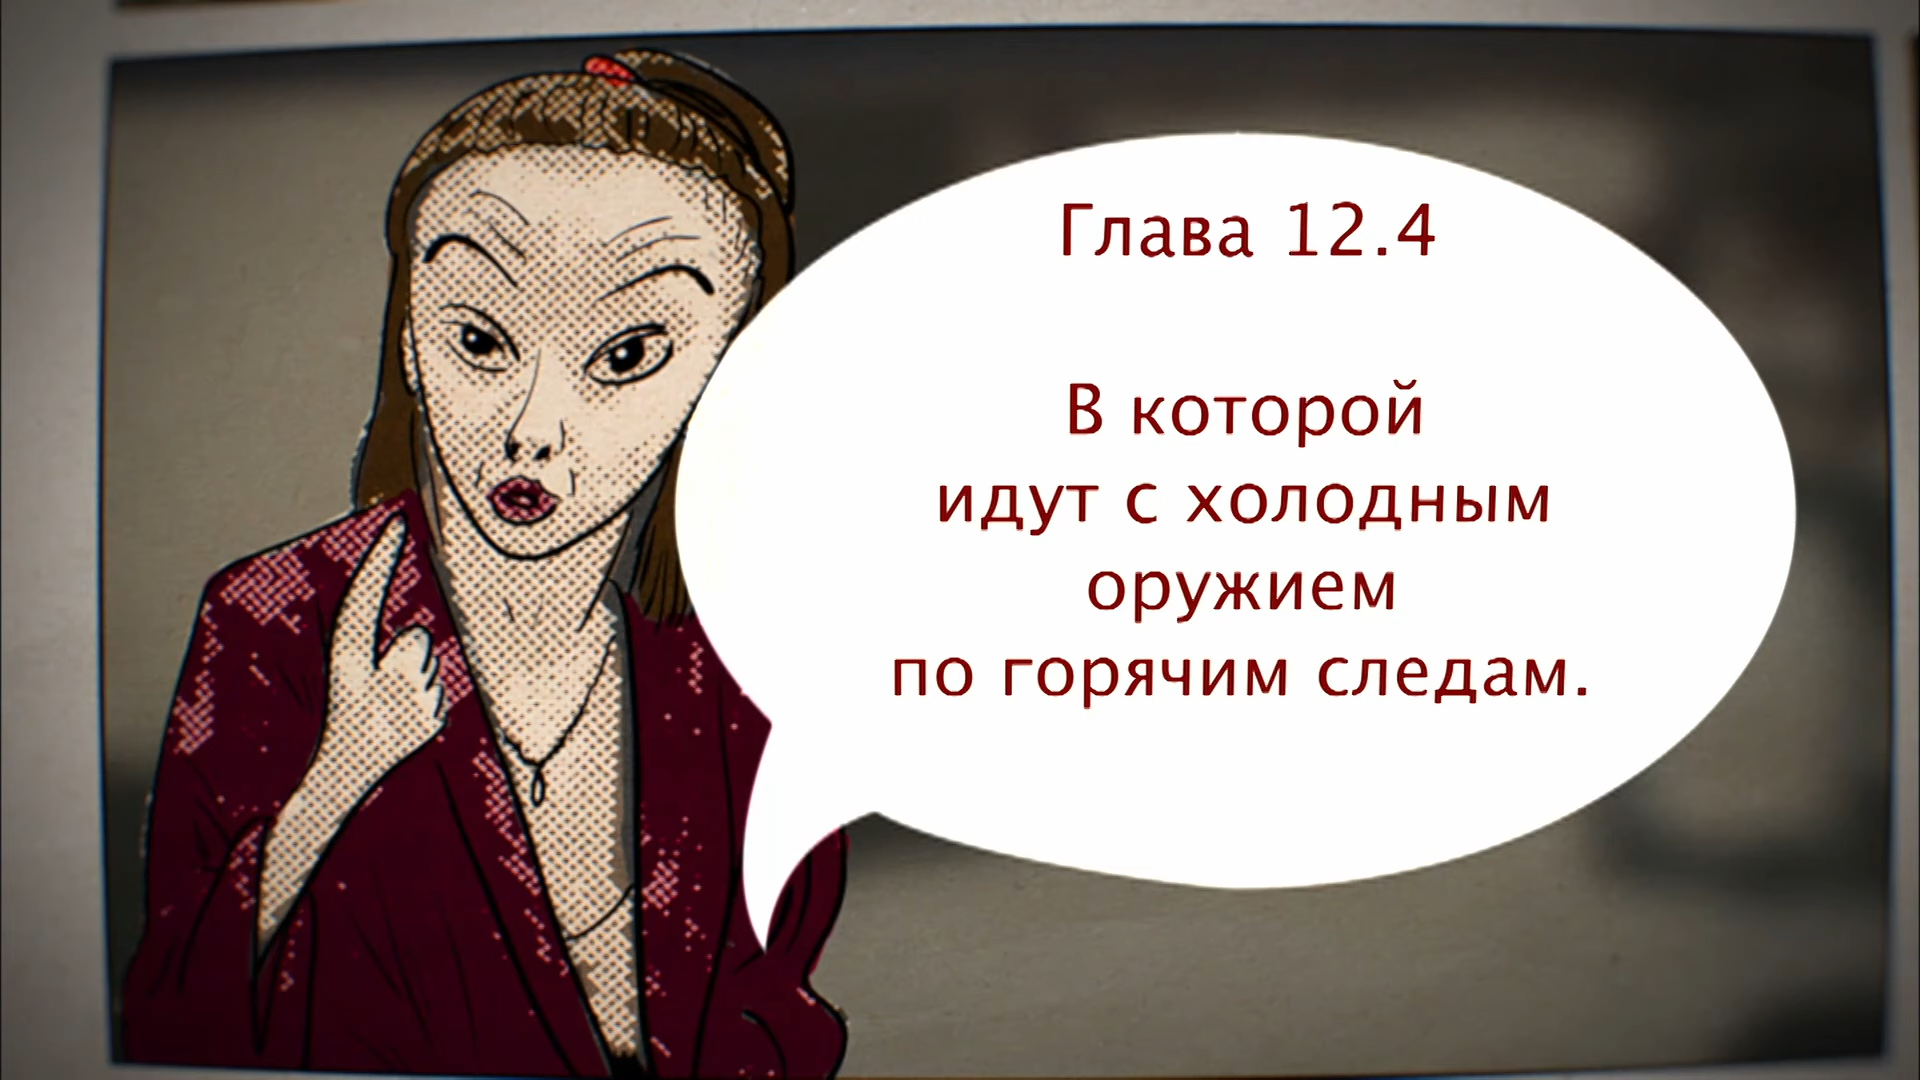 Глава 12.4
В которой
идут с холодным
оружием
по горячим следам.